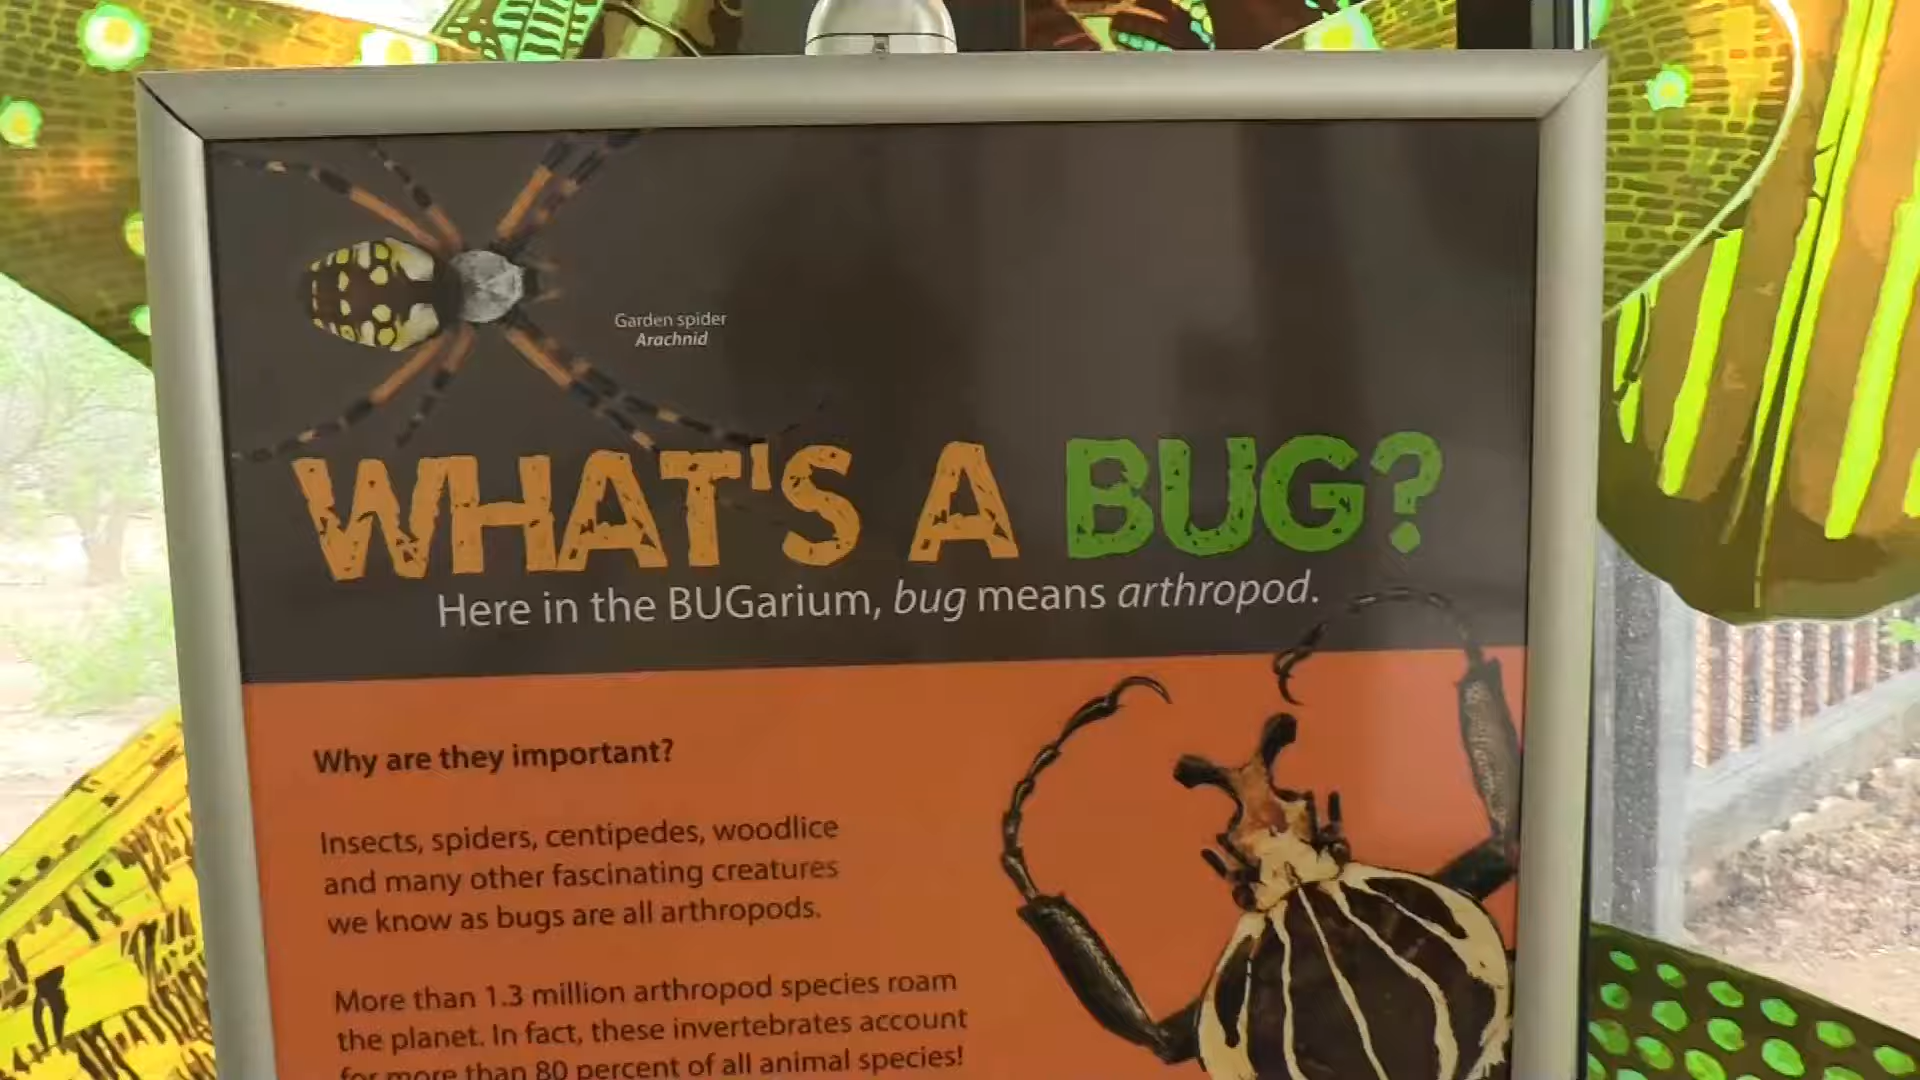 Garden spider
Arachnid
WHAT'S A BUG?
Here in the BUGarium, bug means arthropod.
Why are they important?
Insects, spiders, centipedes, woodlice
and many other fascinating creatures
we know as bugs are all arthropods.
More than 1.3 million arthropod species roam
the planet. In fact, these invertebrates account
for more than 80 percent of all animal species!